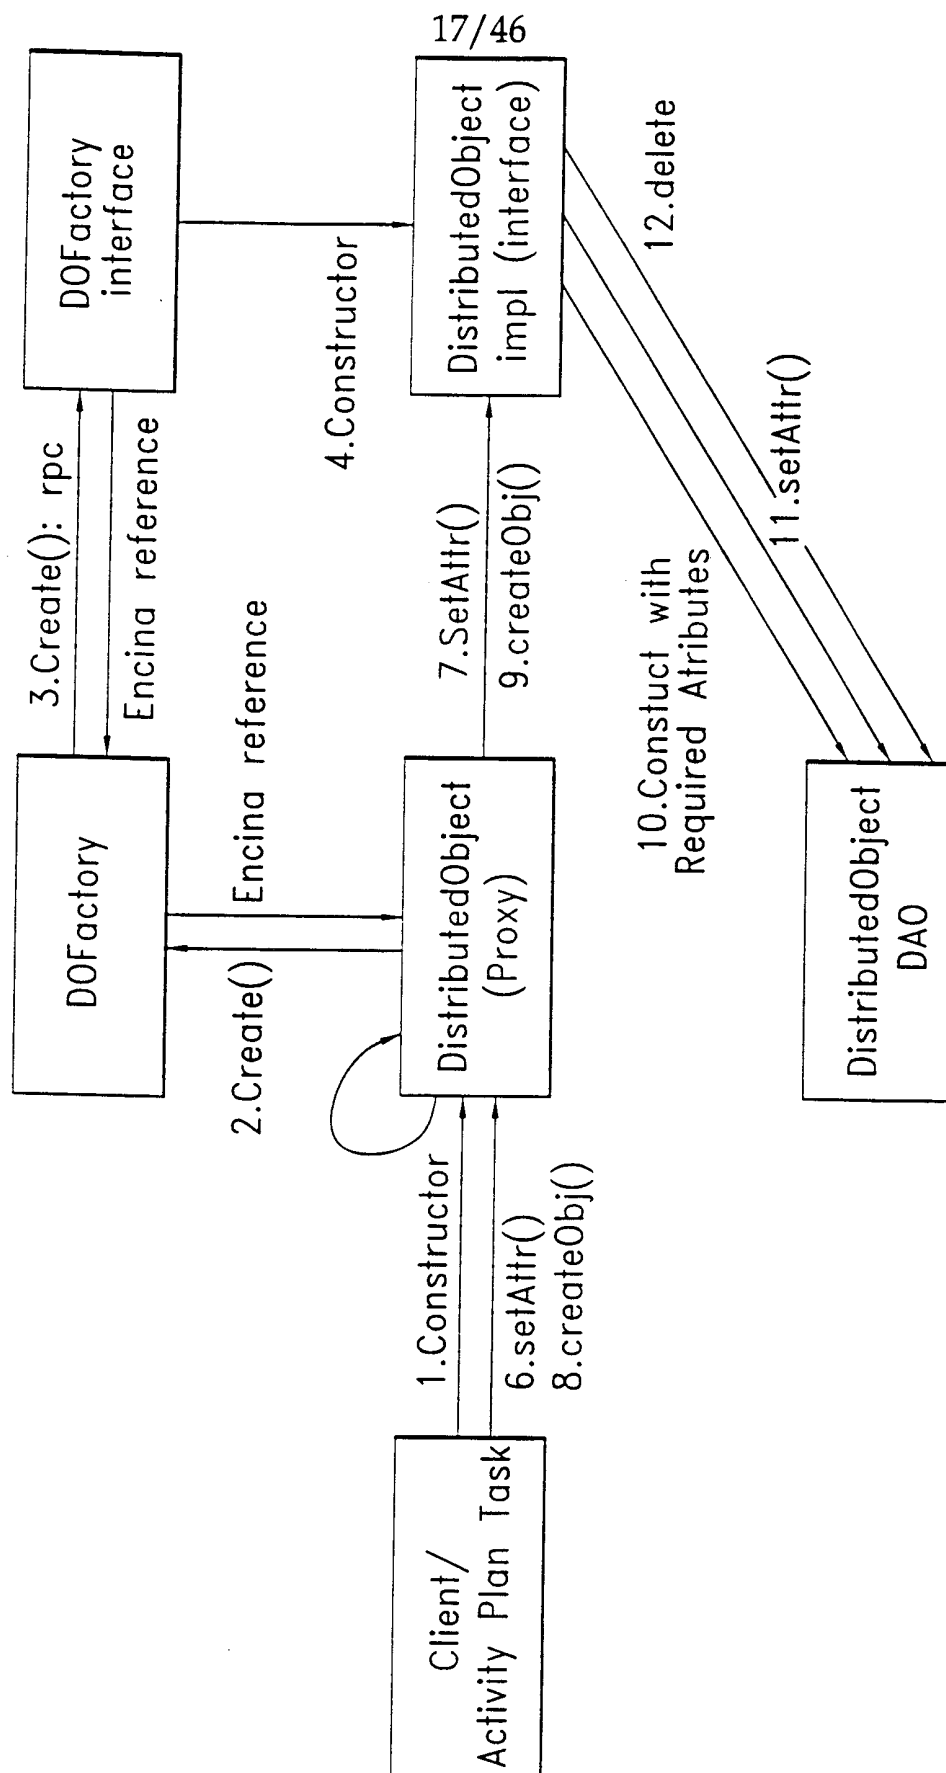 17/46
DOFactory
interface
3.Create(): rpc
Encina reference
DOFactory
4.Constructor
2.Create()
Encina reference
DistributedObject
impl (interface)
7.SetAttr()
9.createObj()
DistributedObject
(Proxy)
1.Constructor
6.setAttr()
8.createObj()
Client/
Activity Plan Task
12.delete
11.setAttr()
10.Constuct with
Required Atributes
DistributedObject
DAO